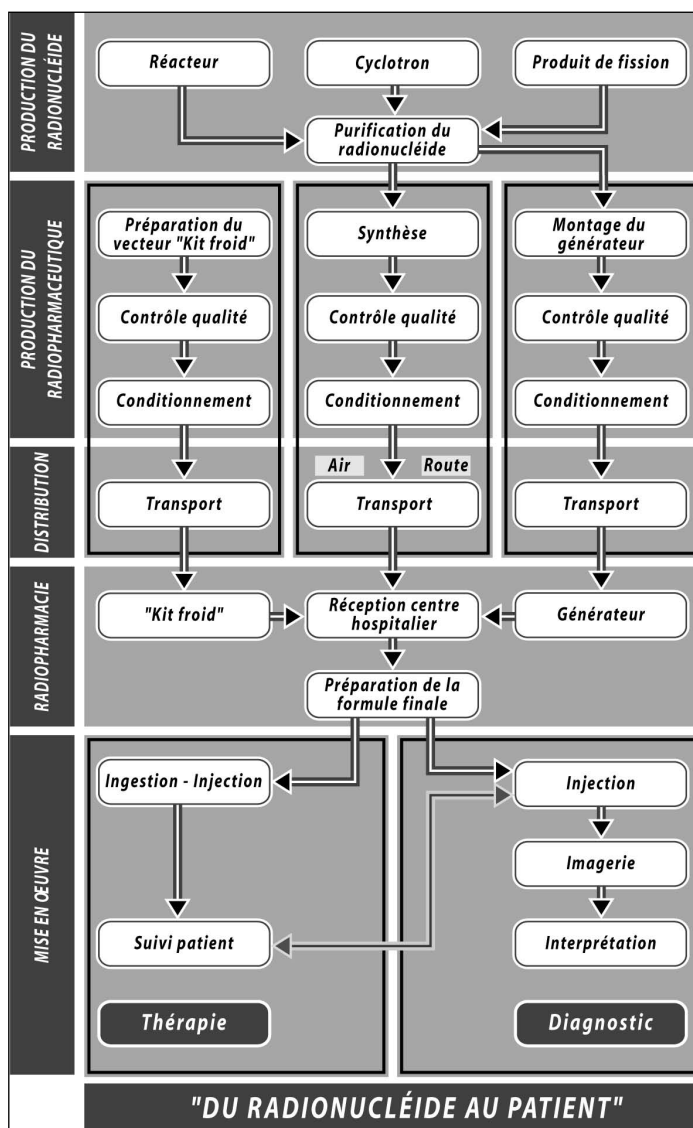 PRODUCTION DU
RADIONUCLÉIDE
Réacteur
Cyclotron
Produit de fission
Purification du
radionucléide
PRODUCTION DU
RADIOPHARMACEUTIQUE
Préparation du
vecteur "Kit froid"
Synthèse
Montage du
générateur
Contrôle qualité
Contrôle qualité
Contrôle qualité
Conditionnement
Conditionnement
Conditionnement
DISTRIBUTION
Air
Route
Transport
Transport
Transport
RADIOPHARMACIE
"Kit froid"
Réception centre
hospitalier
Générateur
Préparation de la
formule finale
MISE EN ŒUVRE
Ingestion - Injection
Injection
Imagerie
Suivi patient
Interprétation
Thérapie
Diagnostic
"DU RADIONUCLÉIDE AU PATIENT"